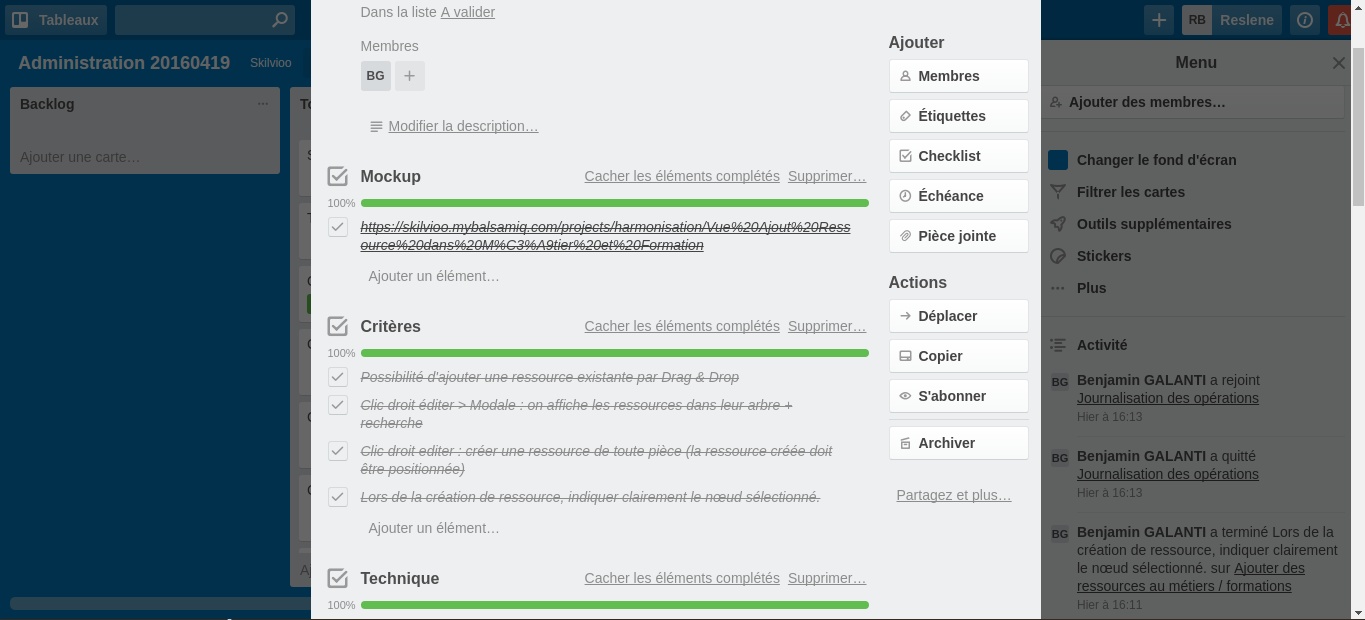 Tableaux
RB Reslene
Administration 20160419
Skilvioo
Backlog
Ajouter une carte…
Dans la liste A valider
Membres
BG
Modifier la description…
Mockup
Cacher les éléments complétés Supprimer…
100%
https://skilvioo.mybalsamiq.com/projects/harmonisation/Vue%20Ajout%20Ress
ource%20dans%20M%C3%A9tier%20et%20Formation
Ajouter un élément…
Critères
Cacher les éléments complétés Supprimer…
100%
Possibilité d'ajouter une ressource existante par Drag & Drop
Clic droit éditer > Modale : on affiche les ressources dans leur arbre +
recherche
Clic droit editer : créer une ressource de toute pièce (la ressource créée doit
être positionnée)
Lors de la création de ressource, indiquer clairement le nœud sélectionné.
Ajouter un élément…
Technique
Cacher les éléments complétés Supprimer…
100%
Ajouter
Membres
Étiquettes
Checklist
Échéance
Pièce jointe
Actions
Déplacer
Copier
S'abonner
Archiver
Partagez et plus…
Menu
Ajouter des membres…
Changer le fond d'écran
Filtrer les cartes
Outils supplémentaires
Stickers
Plus
Activité
BG Benjamin GALANTI a rejoint
Journalisation des opérations
Hier à 16:13
BG Benjamin GALANTI a quitté
Journalisation des opérations
Hier à 16:13
BG Benjamin GALANTI a terminé Lors de la
création de ressource, indiquer clairement
le nœud sélectionné. sur Ajouter des
ressources au métiers / formations
Hier à 16:11